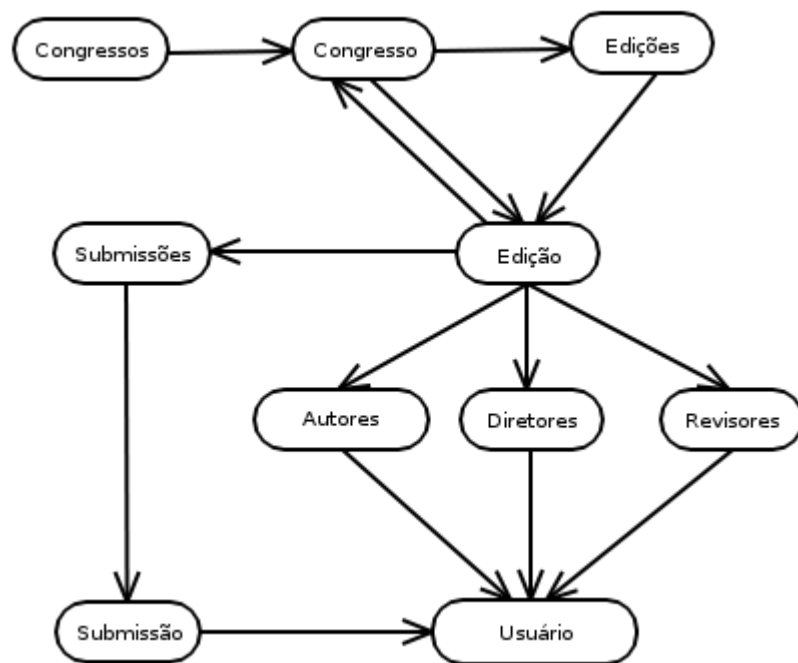 Congressos
Congresso
Edições
Submissões
Edição
Autores
Diretores
Revisores
Submissão
Usuário